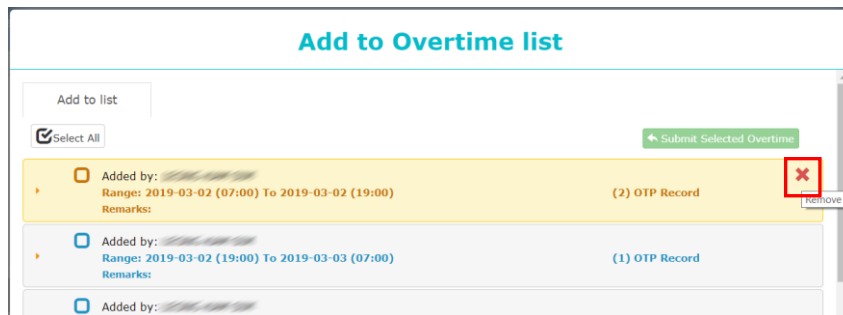 Add to Overtime list
Add to list
Select All
Submit Selected Overtime
Added by:
Range: 2019-03-02 (07:00) To 2019-03-02 (19:00)
(2) OTP Record
Remarks:
Remove
Added by:
Range: 2019-03-02 (19:00) To 2019-03-03 (07:00)
(1) OTP Record
Remarks:
Added by: